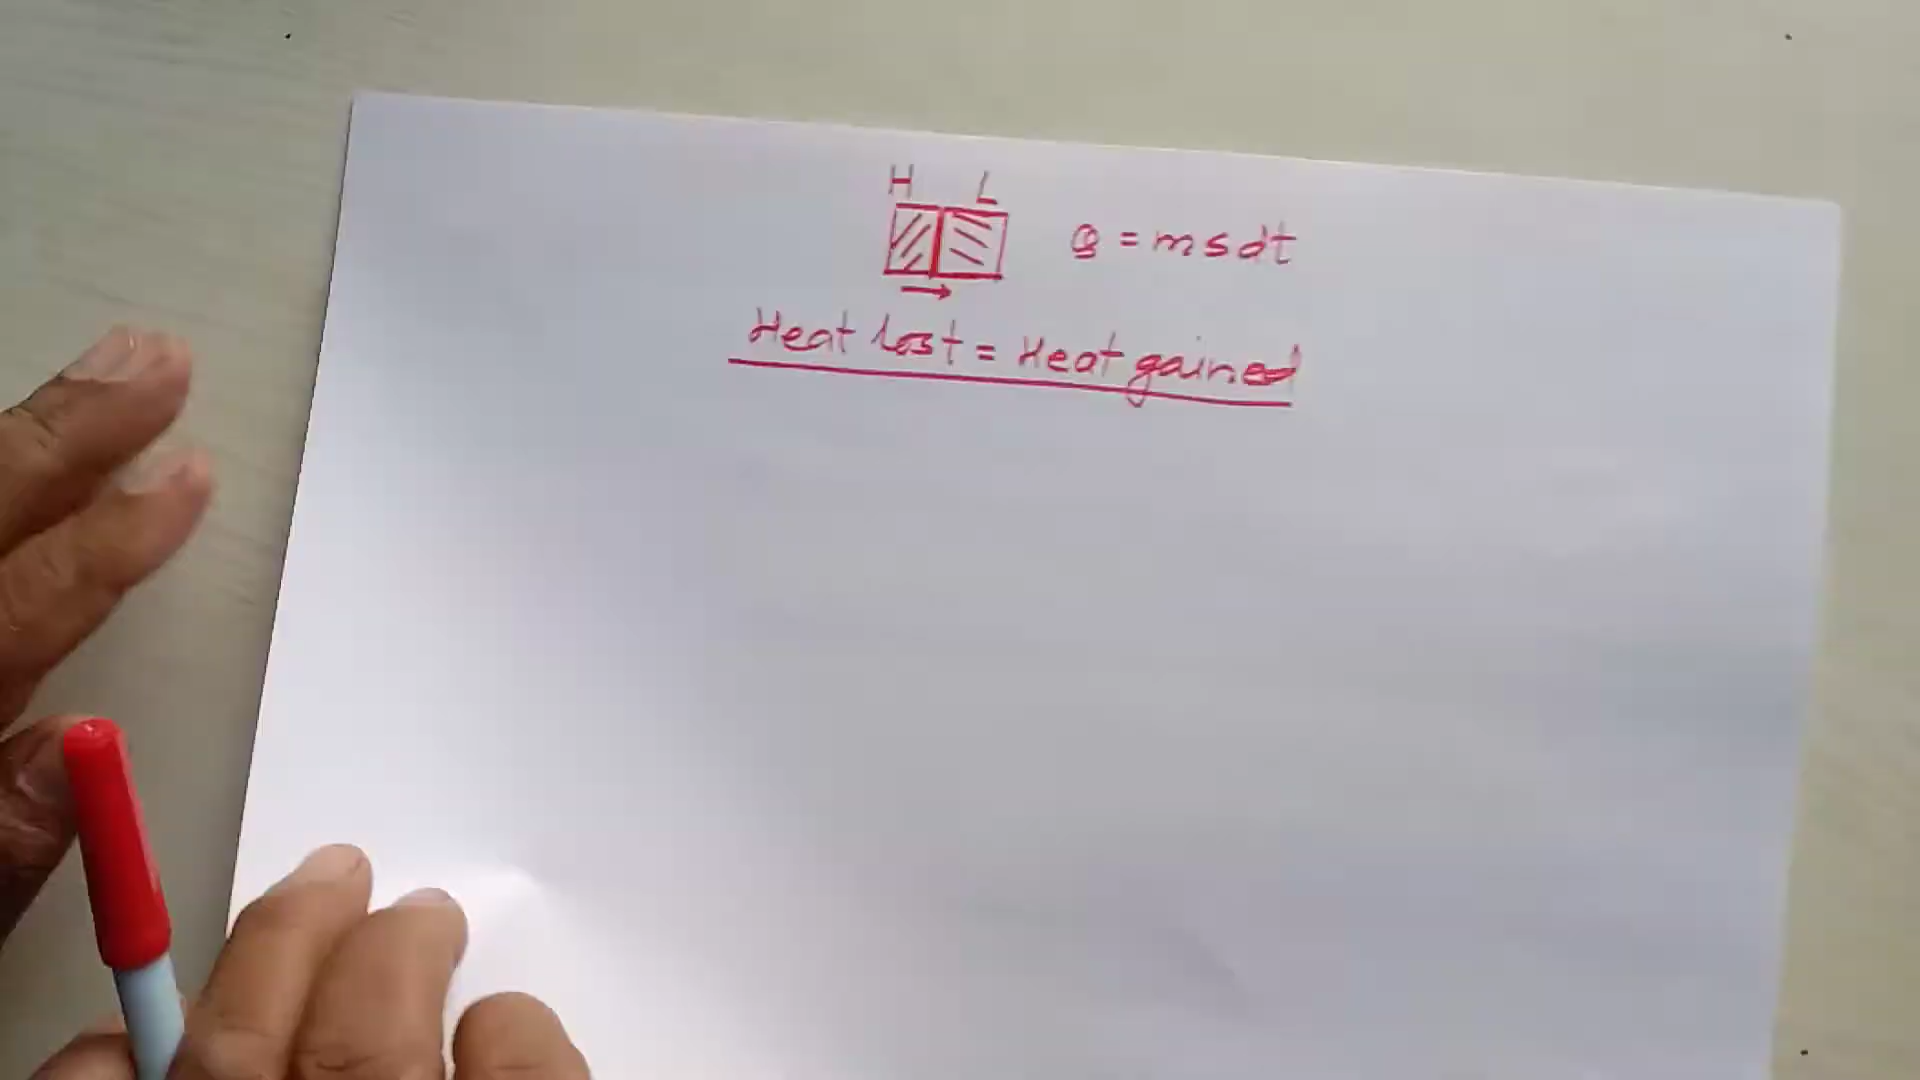 H L
Q = msdt
Heat lost = Heat gained